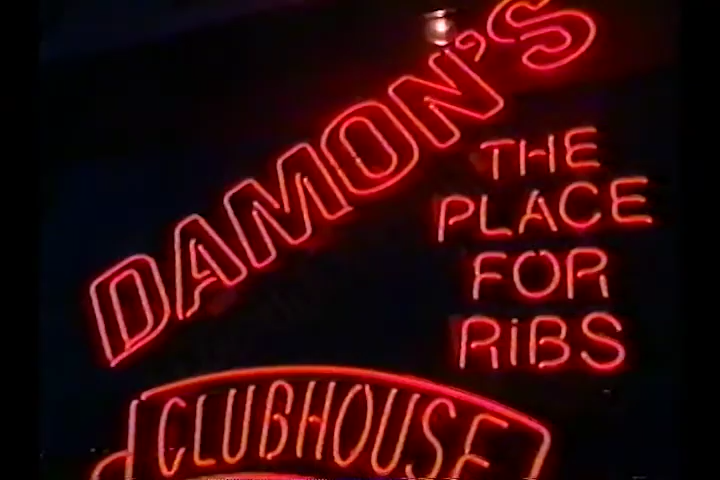 DAMON'S
THE
PLACE
FOR
RiBS
CLUBHOUSE